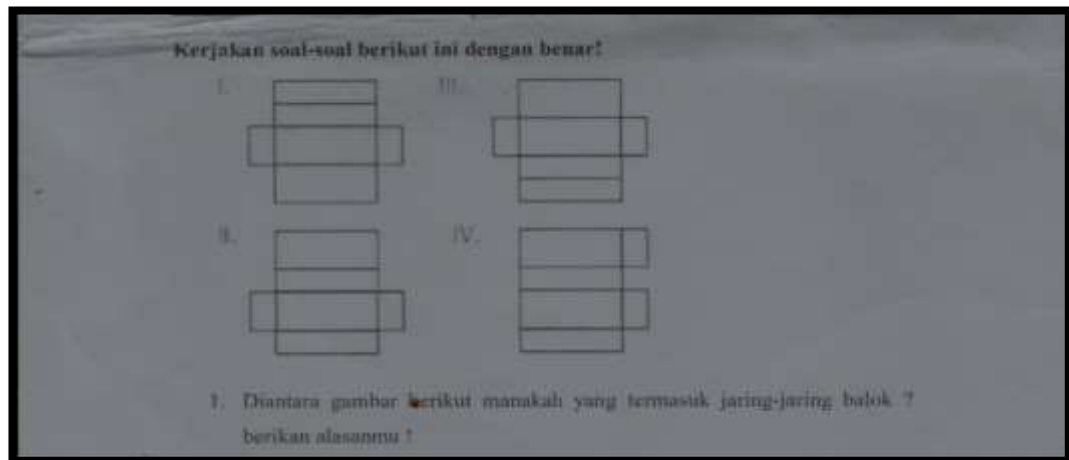 Kerjakan soal-soal berikut ini dengan benar!
I.
III.
II.
IV.
1. Diantara gambar berikut manakah yang termasuk jaring-jaring balok ?
berikan alasanmu !